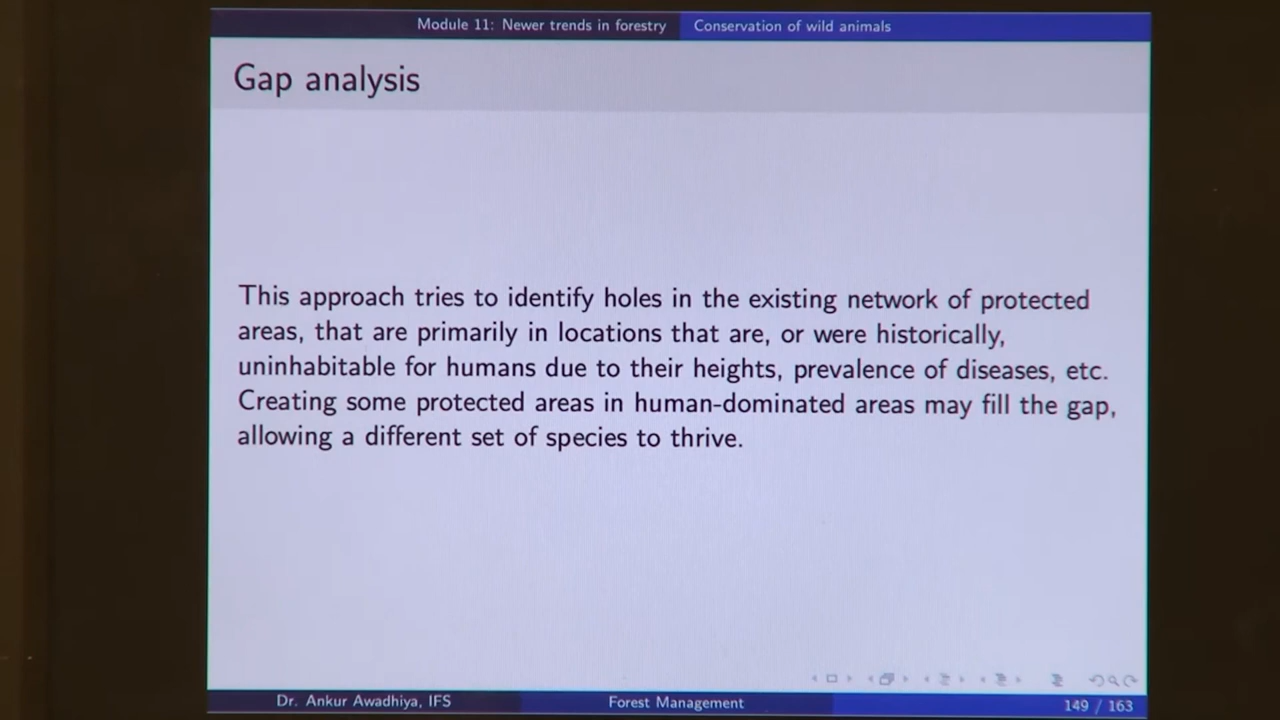 Module 11: Newer trends in forestry Conservation of wild animals
Gap analysis
This approach tries to identify holes in the existing network of protected
areas, that are primarily in locations that are, or were historically,
uninhabitable for humans due to their heights, prevalence of diseases, etc.
Creating some protected areas in human-dominated areas may fill the gap,
allowing a different set of species to thrive.
Dr. Ankur Awadhiya, IFS Forest Management 149 / 163